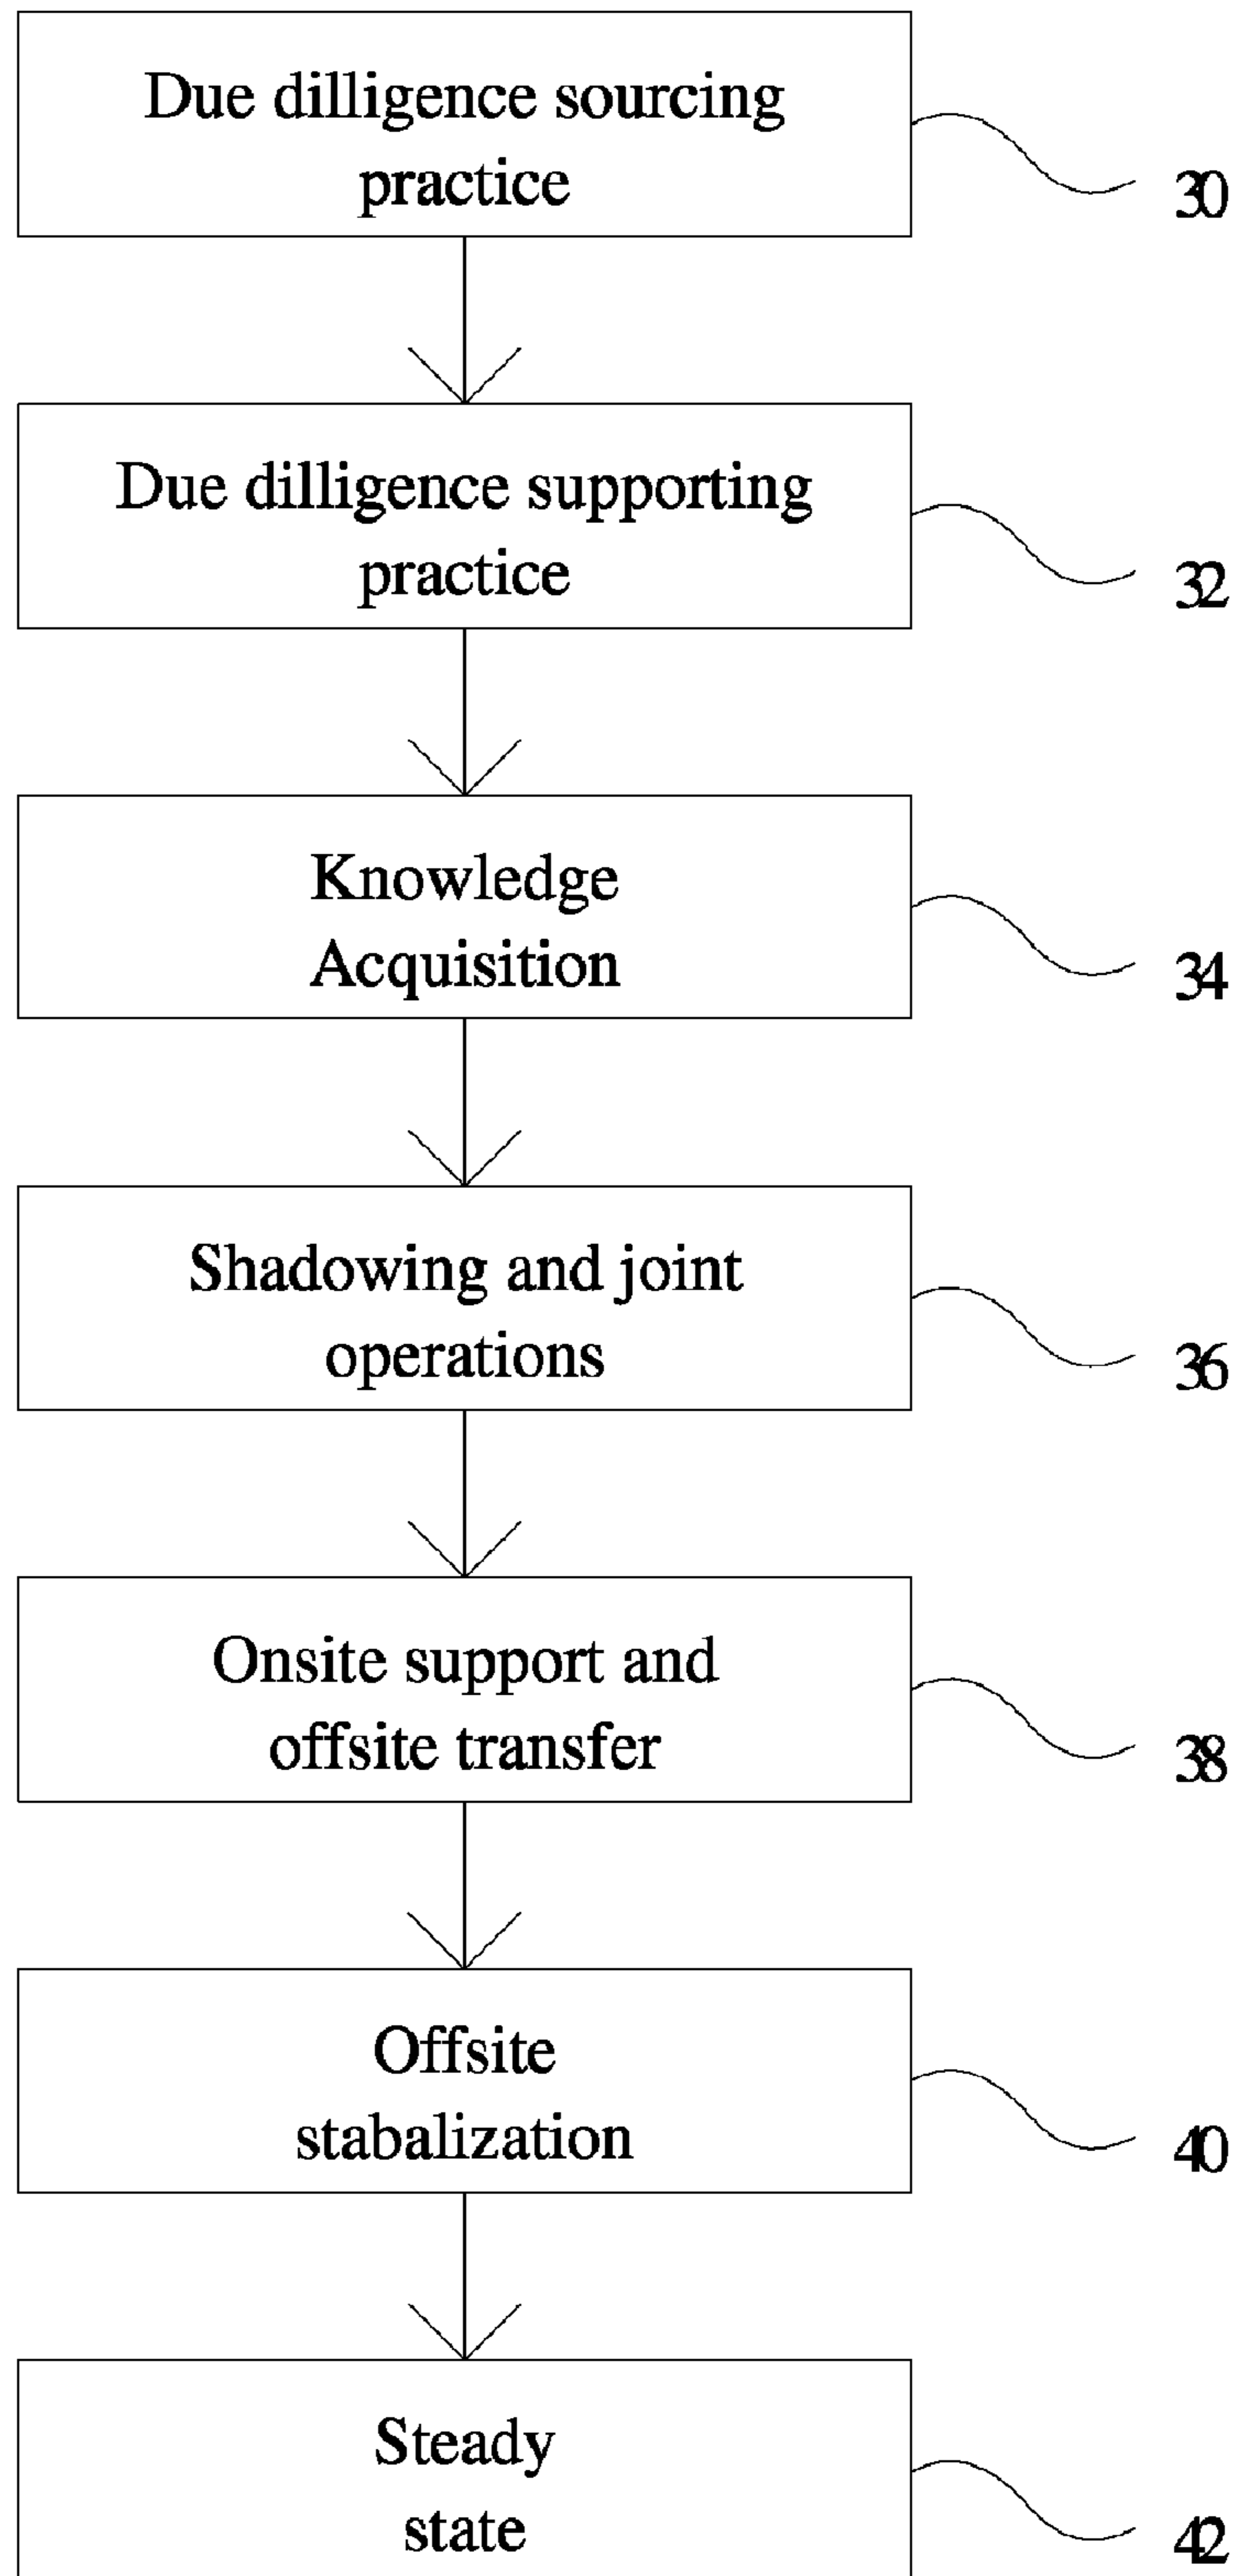 Due dilligence sourcing
practice
30
Due dilligence supporting
practice
32
Knowledge
Acquisition
34
Shadowing and joint
operations
36
Onsite support and
offsite transfer
38
Offsite
stabalization
40
Steady
state
42